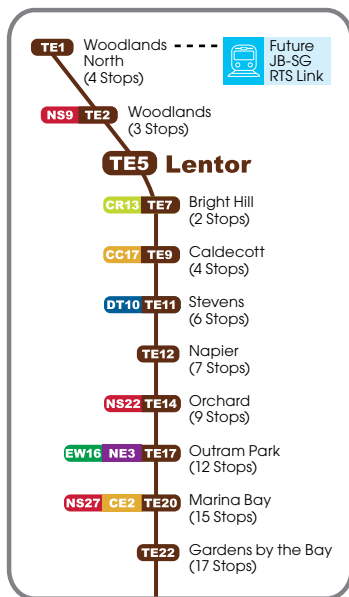 TE1 Woodlands
North
(4 Stops)
Future
JB-SG
RTS Link
NS9 TE2 Woodlands
(3 Stops)
TE5 Lentor
CR13 TE7 Bright Hill
(2 Stops)
CC17 TE9 Caldecott
(4 Stops)
DT10 TE11 Stevens
(6 Stops)
TE12 Napier
(7 Stops)
NS22 TE14 Orchard
(9 Stops)
EW16 NE3 TE17 Outram Park
(12 Stops)
NS27 CE2 TE20 Marina Bay
(15 Stops)
TE22 Gardens by the Bay
(17 Stops)